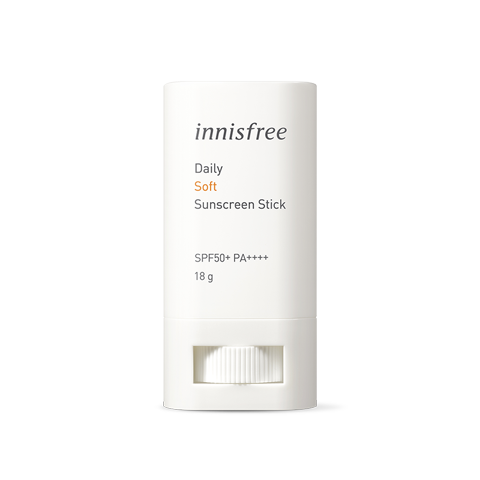 innisfree
Daily
Soft
Sunscreen Stick
SPF50+ PA++++
18 g